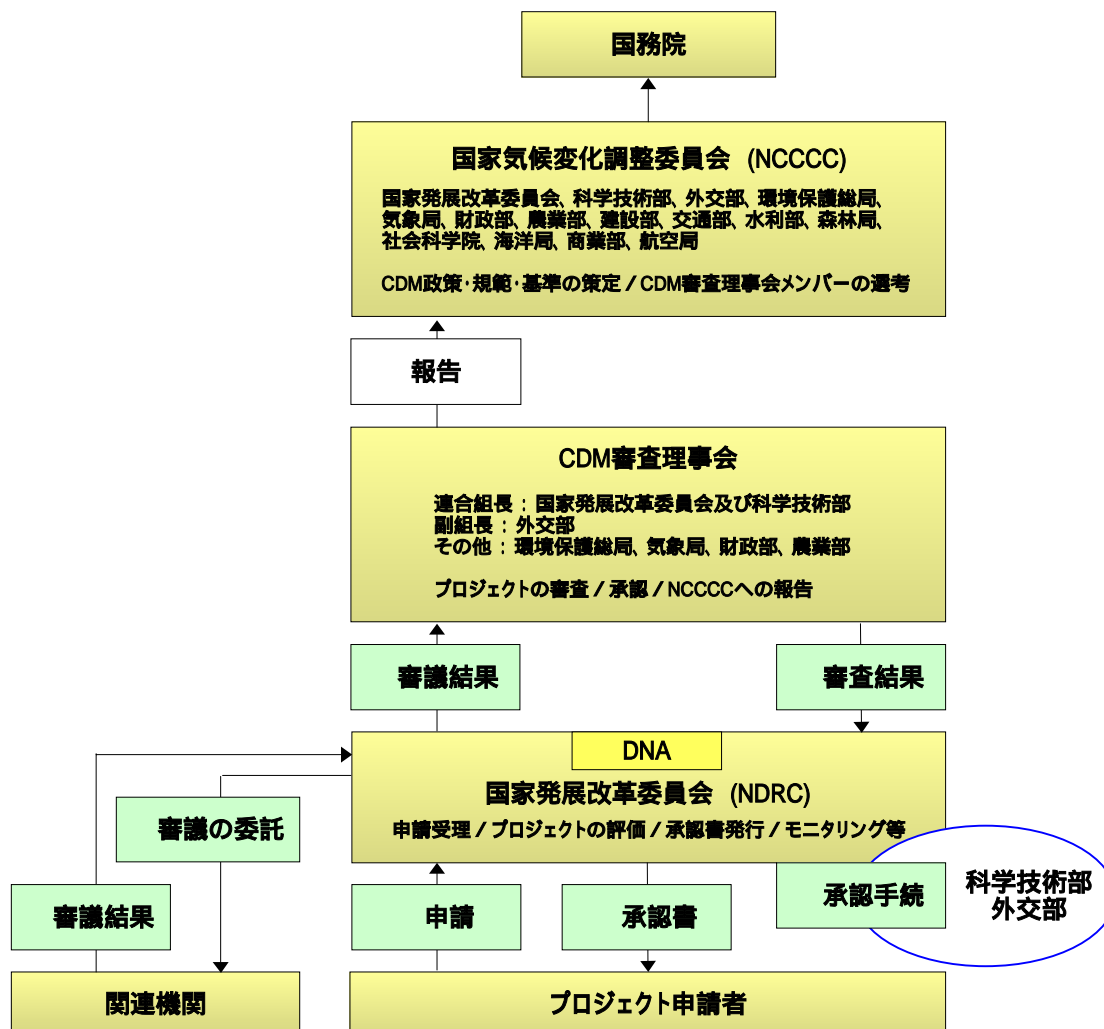 国務院
国家気候変化調整委員会 (NCCCC)
国家発展改革委員会、科学技術部、外交部、環境保護総局、
気象局、財政部、農業部、建設部、交通部、水利部、森林局、
社会科学院、海洋局、商業部、航空局
CDM政策・規範・基準の策定 / CDM審査理事会メンバーの選考
報告
CDM審査理事会
連合組長 : 国家発展改革委員会及び科学技術部
副組長 : 外交部
その他 : 環境保護総局、気象局、財政部、農業部
プロジェクトの審査 / 承認 / NCCCCへの報告
審議結果
審査結果
DNA
国家発展改革委員会 (NDRC)
申請受理 / プロジェクトの評価 / 承認書発行 / モニタリング等
審議の委託
審議結果
申請
承認書
承認手続
科学技術部
外交部
関連機関
プロジェクト申請者